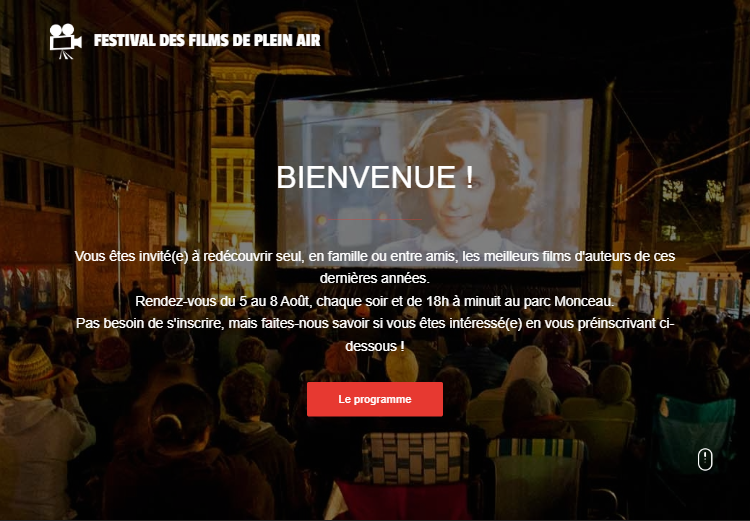 FESTIVAL DES FILMS DE PLEIN AIR
BIENVENUE !
Vous êtes invité(e) à redécouvrir seul, en famille ou entre amis, les meilleurs films d'auteurs de ces
dernières années.
Rendez-vous du 5 au 8 Août, chaque soir et de 18h à minuit au parc Monceau.
Pas besoin de s'inscrire, mais faites-nous savoir si vous êtes intéressé(e) en vous préinscrivant ci-
dessous !
Le programme